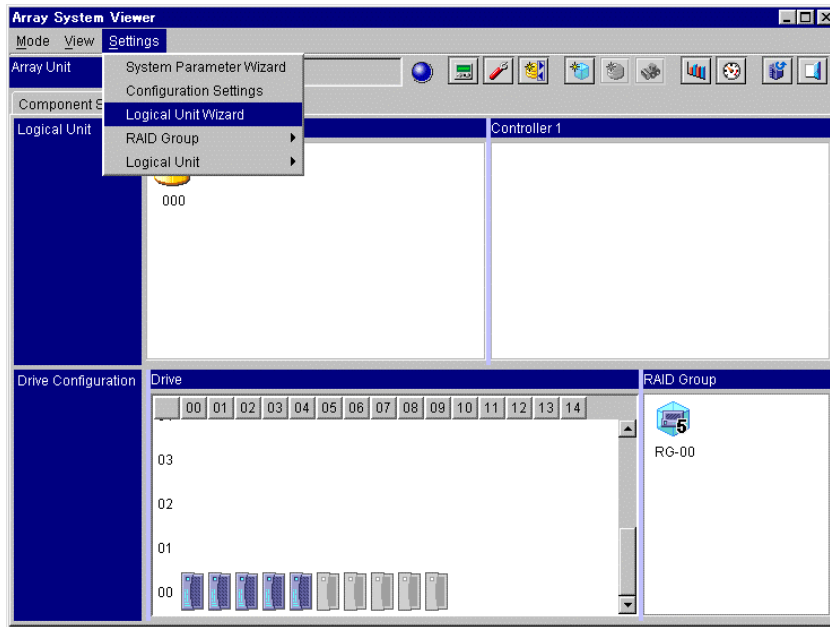 Array System Viewer
Mode View Settings
Array Unit
System Parameter Wizard
Configuration Settings
Logical Unit Wizard
RAID Group
Logical Unit
Component S
Logical Unit
Controller 1
000
Drive Configuration
Drive
RAID Group
00 01 02 03 04 05 06 07 08 09 10 11 12 13 14
03
02
01
00
5
RG-00